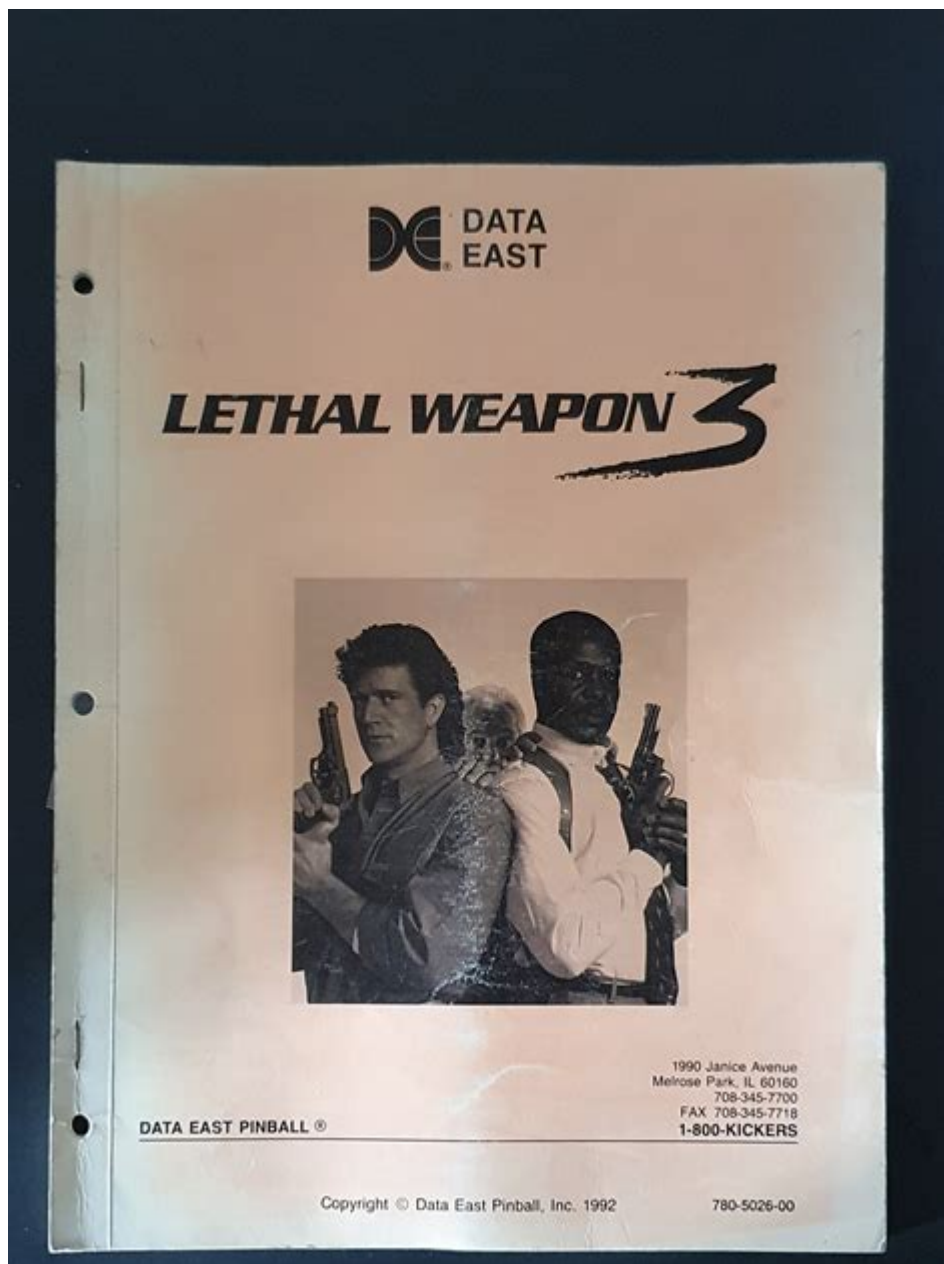 DATA
EAST
LETHAL WEAPON 3
1990 Janice Avenue
Melrose Park, IL 60160
708-345-7700
FAX 708-345-7718
DATA EAST PINBALL ® 1-800-KICKERS
Copyright © Data East Pinball, Inc. 1992 780-5026-00